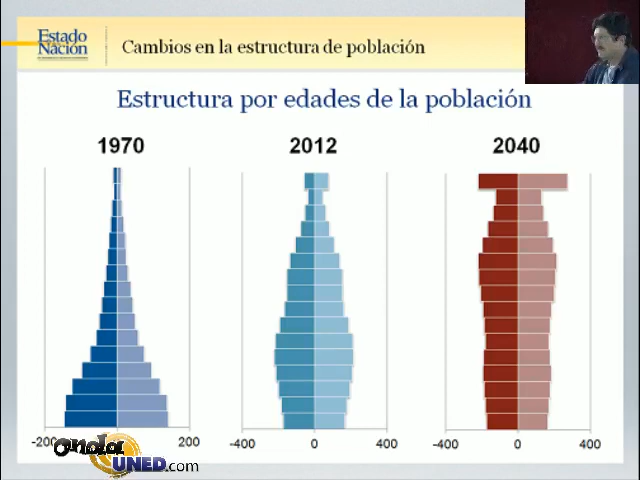 Estado
Nación
Cambios en la estructura de población
Estructura por edades de la población
1970
2012
2040
-200
200
-400
0
400
-400
0
400
onda
UNED.com